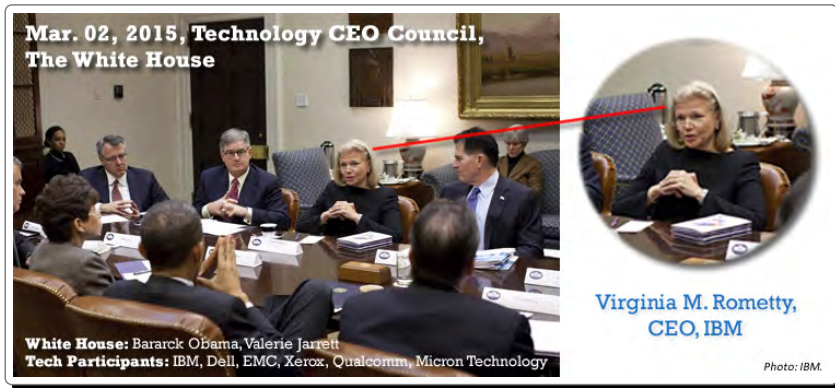 Mar. 02, 2015, Technology CEO Council,
The White House
White House: Bararck Obama, Valerie Jarrett
Tech Participants: IBM, Dell, EMC, Xerox, Qualcomm, Micron Technology
Virginia M. Rometty,
CEO, IBM
Photo: IBM.